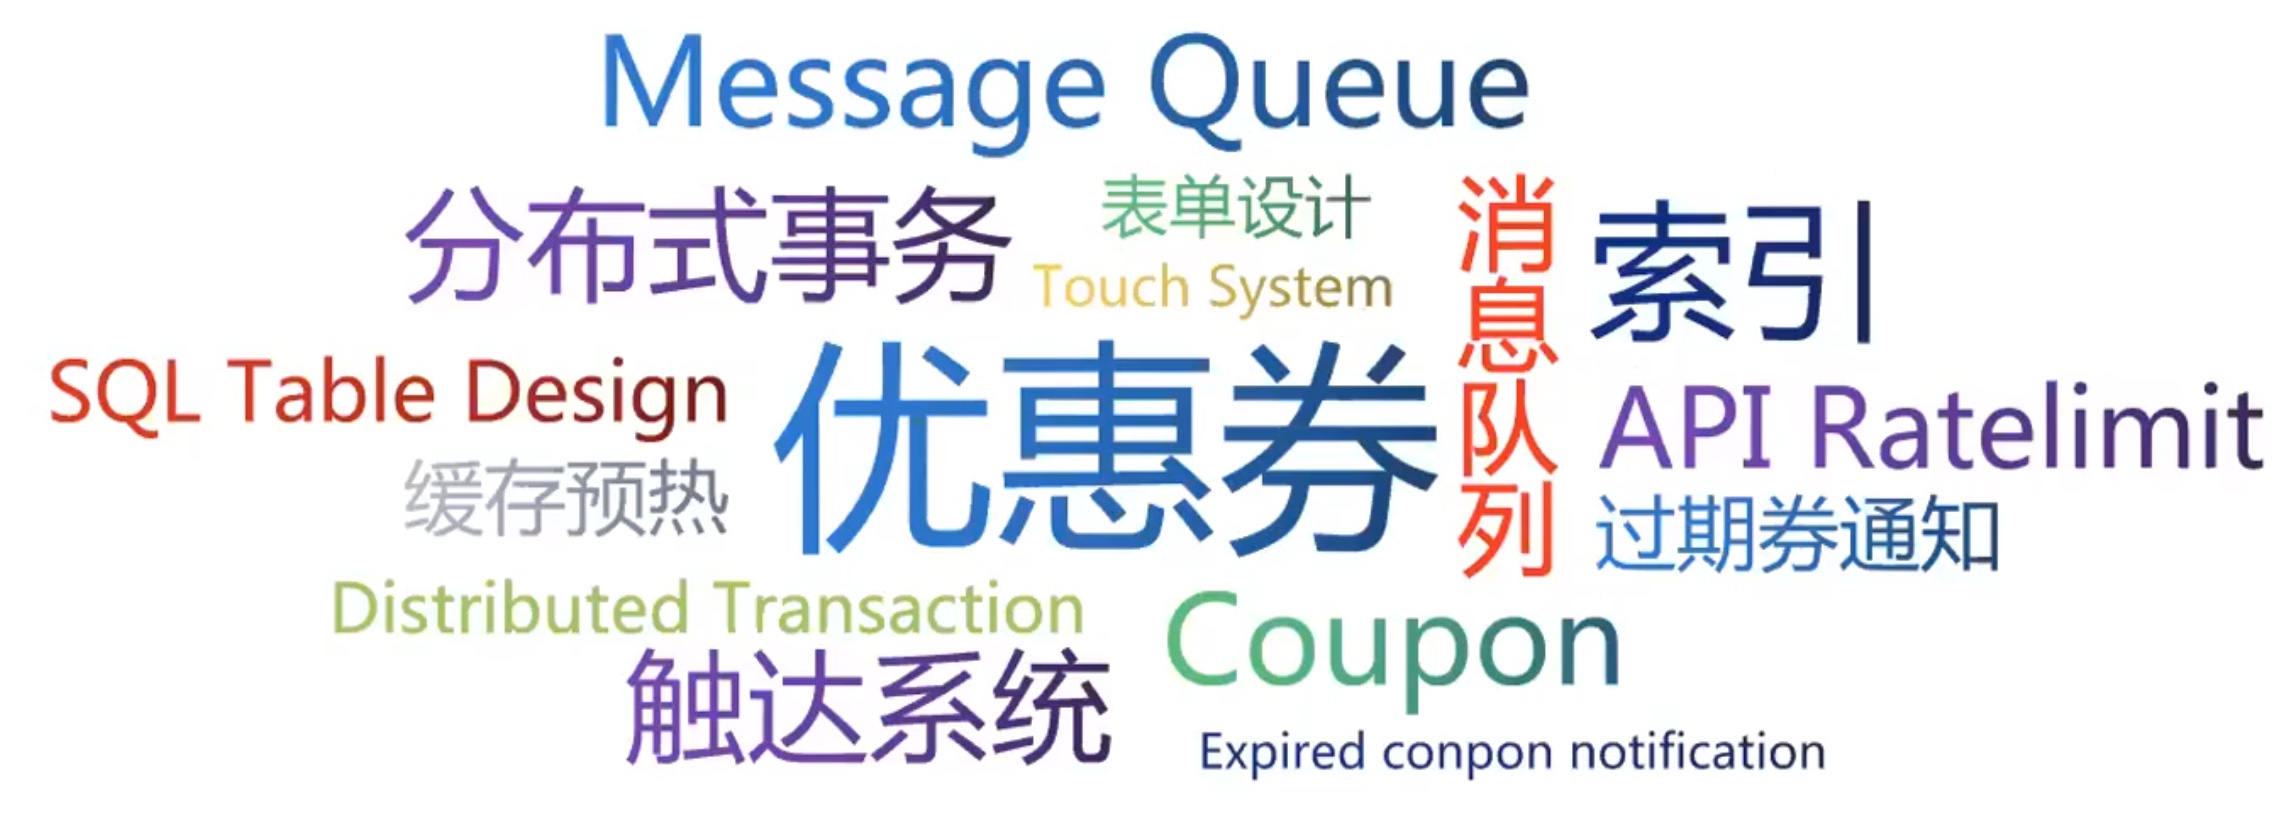 Message Queue
分布式事务
表单设计
Touch System
消息队列
索引
SQL Table Design
优惠券
API Ratelimit
缓存预热
过期券通知
Distributed Transaction
Coupon
触达系统
Expired conpon notification